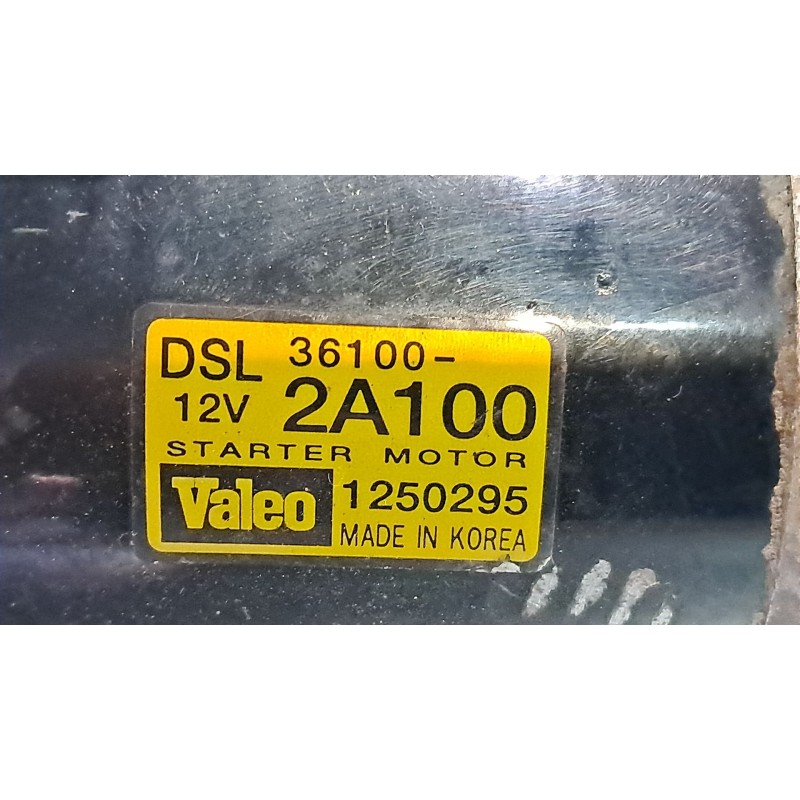 DSL 36100-
12V 2A100
STARTER MOTOR
Valeo 1250295
MADE IN KOREA